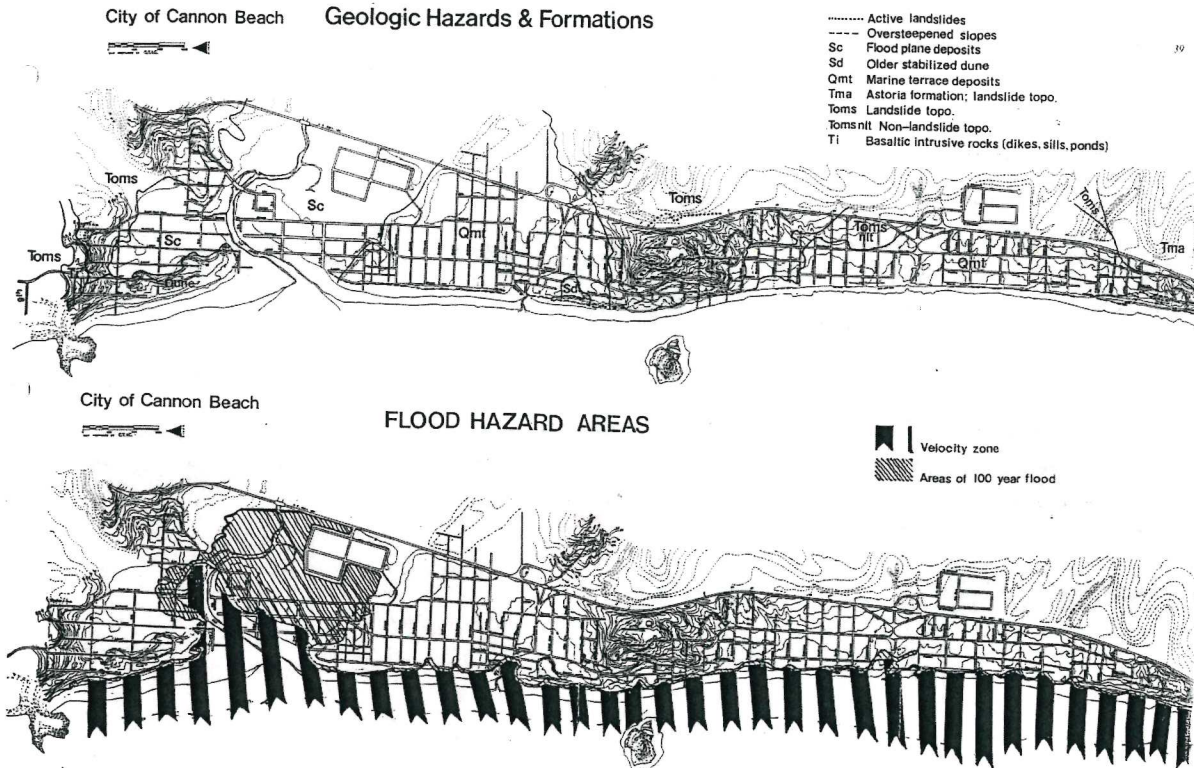 City of Cannon Beach
Geologic Hazards & Formations
Active landslides
Oversteepened slopes
Sc Flood plane deposits
Sd Older stabilized dune
Qmt Marine terrace deposits
Tma Astoria formation; landslide topo.
Toms Landslide topo.
Tomsnlt Non-landslide topo.
Ti Basaltic intrusive rocks (dikes, sills, ponds)
39
Toms
Sc
Toms
Toms
Sc
Qmt
Toms
nlt
Toms
Tma
Toms
Qmt
Dune
Sd
City of Cannon Beach
FLOOD HAZARD AREAS
Velocity zone
Areas of 100 year flood